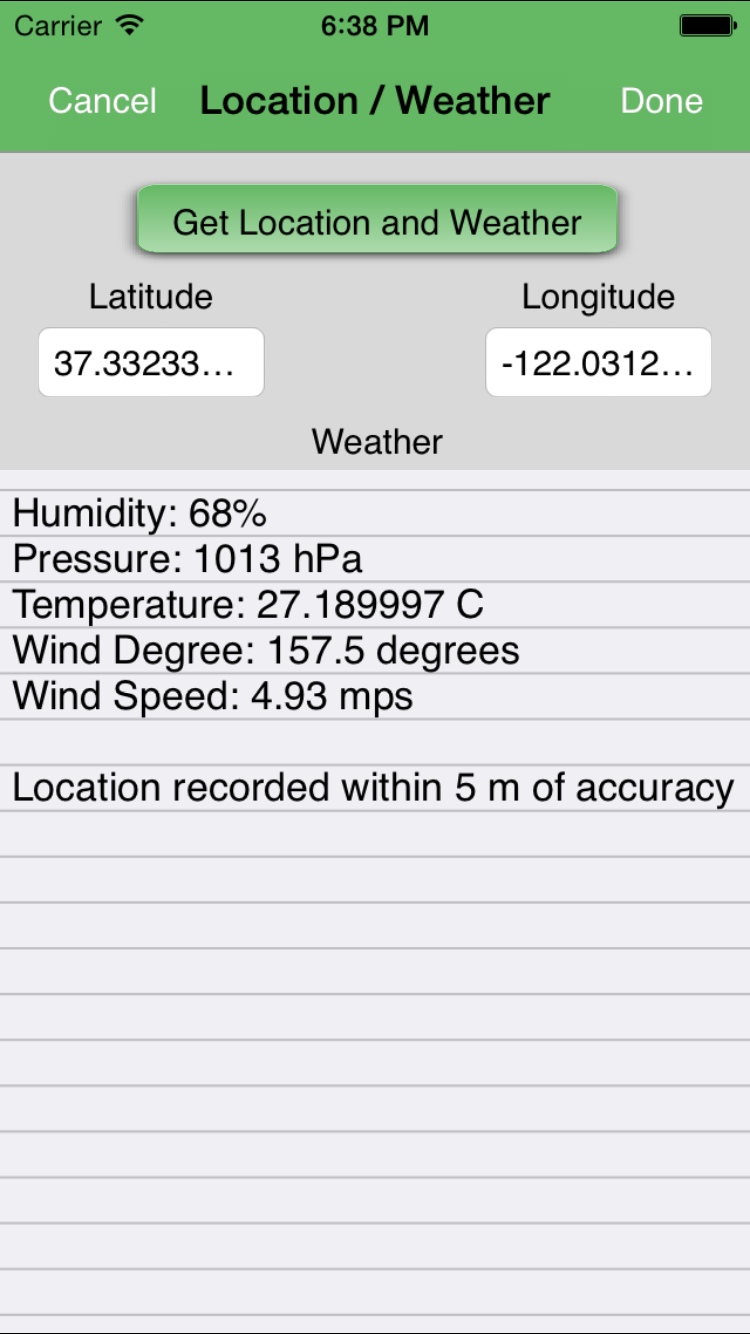 Carrier 6:38 PM
Cancel Location / Weather Done
Get Location and Weather
Latitude Longitude
37.33233... -122.0312...
Weather
Humidity: 68%
Pressure: 1013 hPa
Temperature: 27.189997 C
Wind Degree: 157.5 degrees
Wind Speed: 4.93 mps
Location recorded within 5 m of accuracy